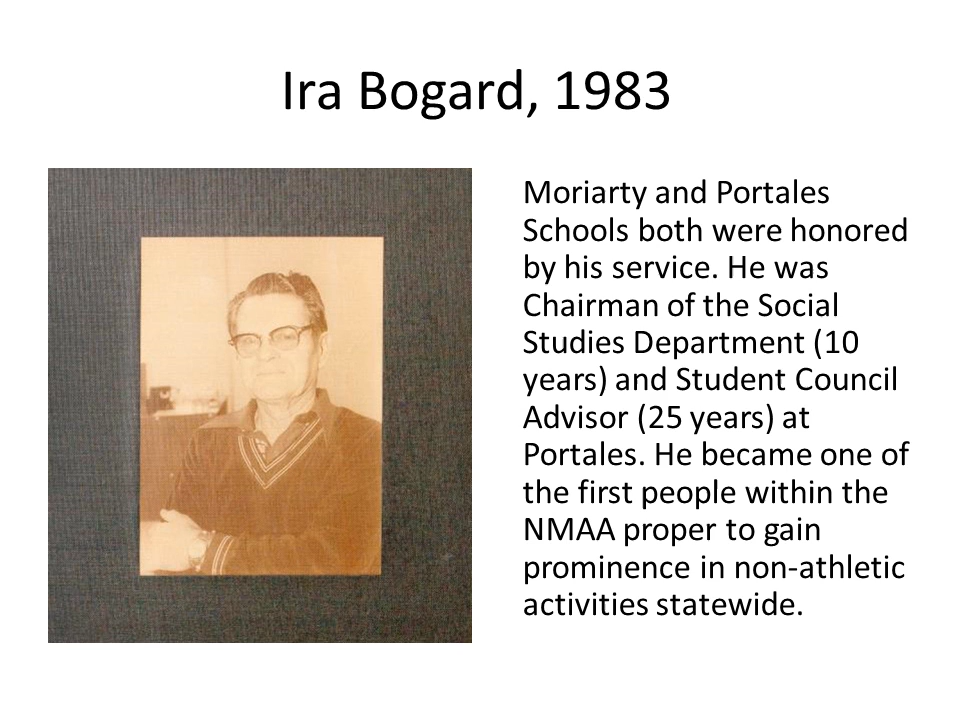 Ira Bogard, 1983
Moriarty and Portales
Schools both were honored
by his service. He was
Chairman of the Social
Studies Department (10
years) and Student Council
Advisor (25 years) at
Portales. He became one of
the first people within the
NMAA proper to gain
prominence in non-athletic
activities statewide.